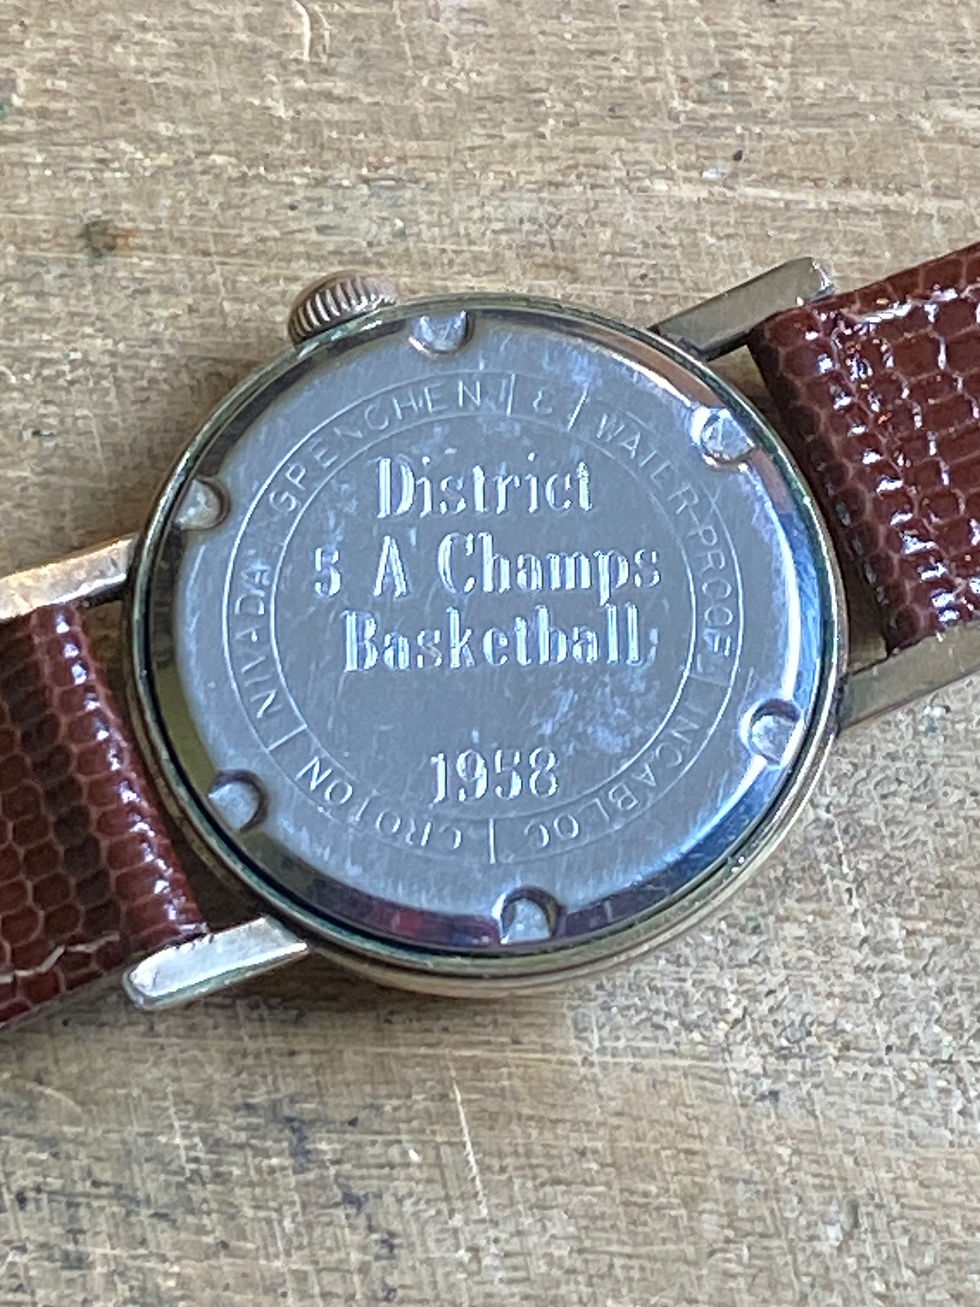 District
5 A Champs
Basketball
1958
CROTON | NIVADA GRENCHEN | & | WATER-PROOF | INCABLOC |